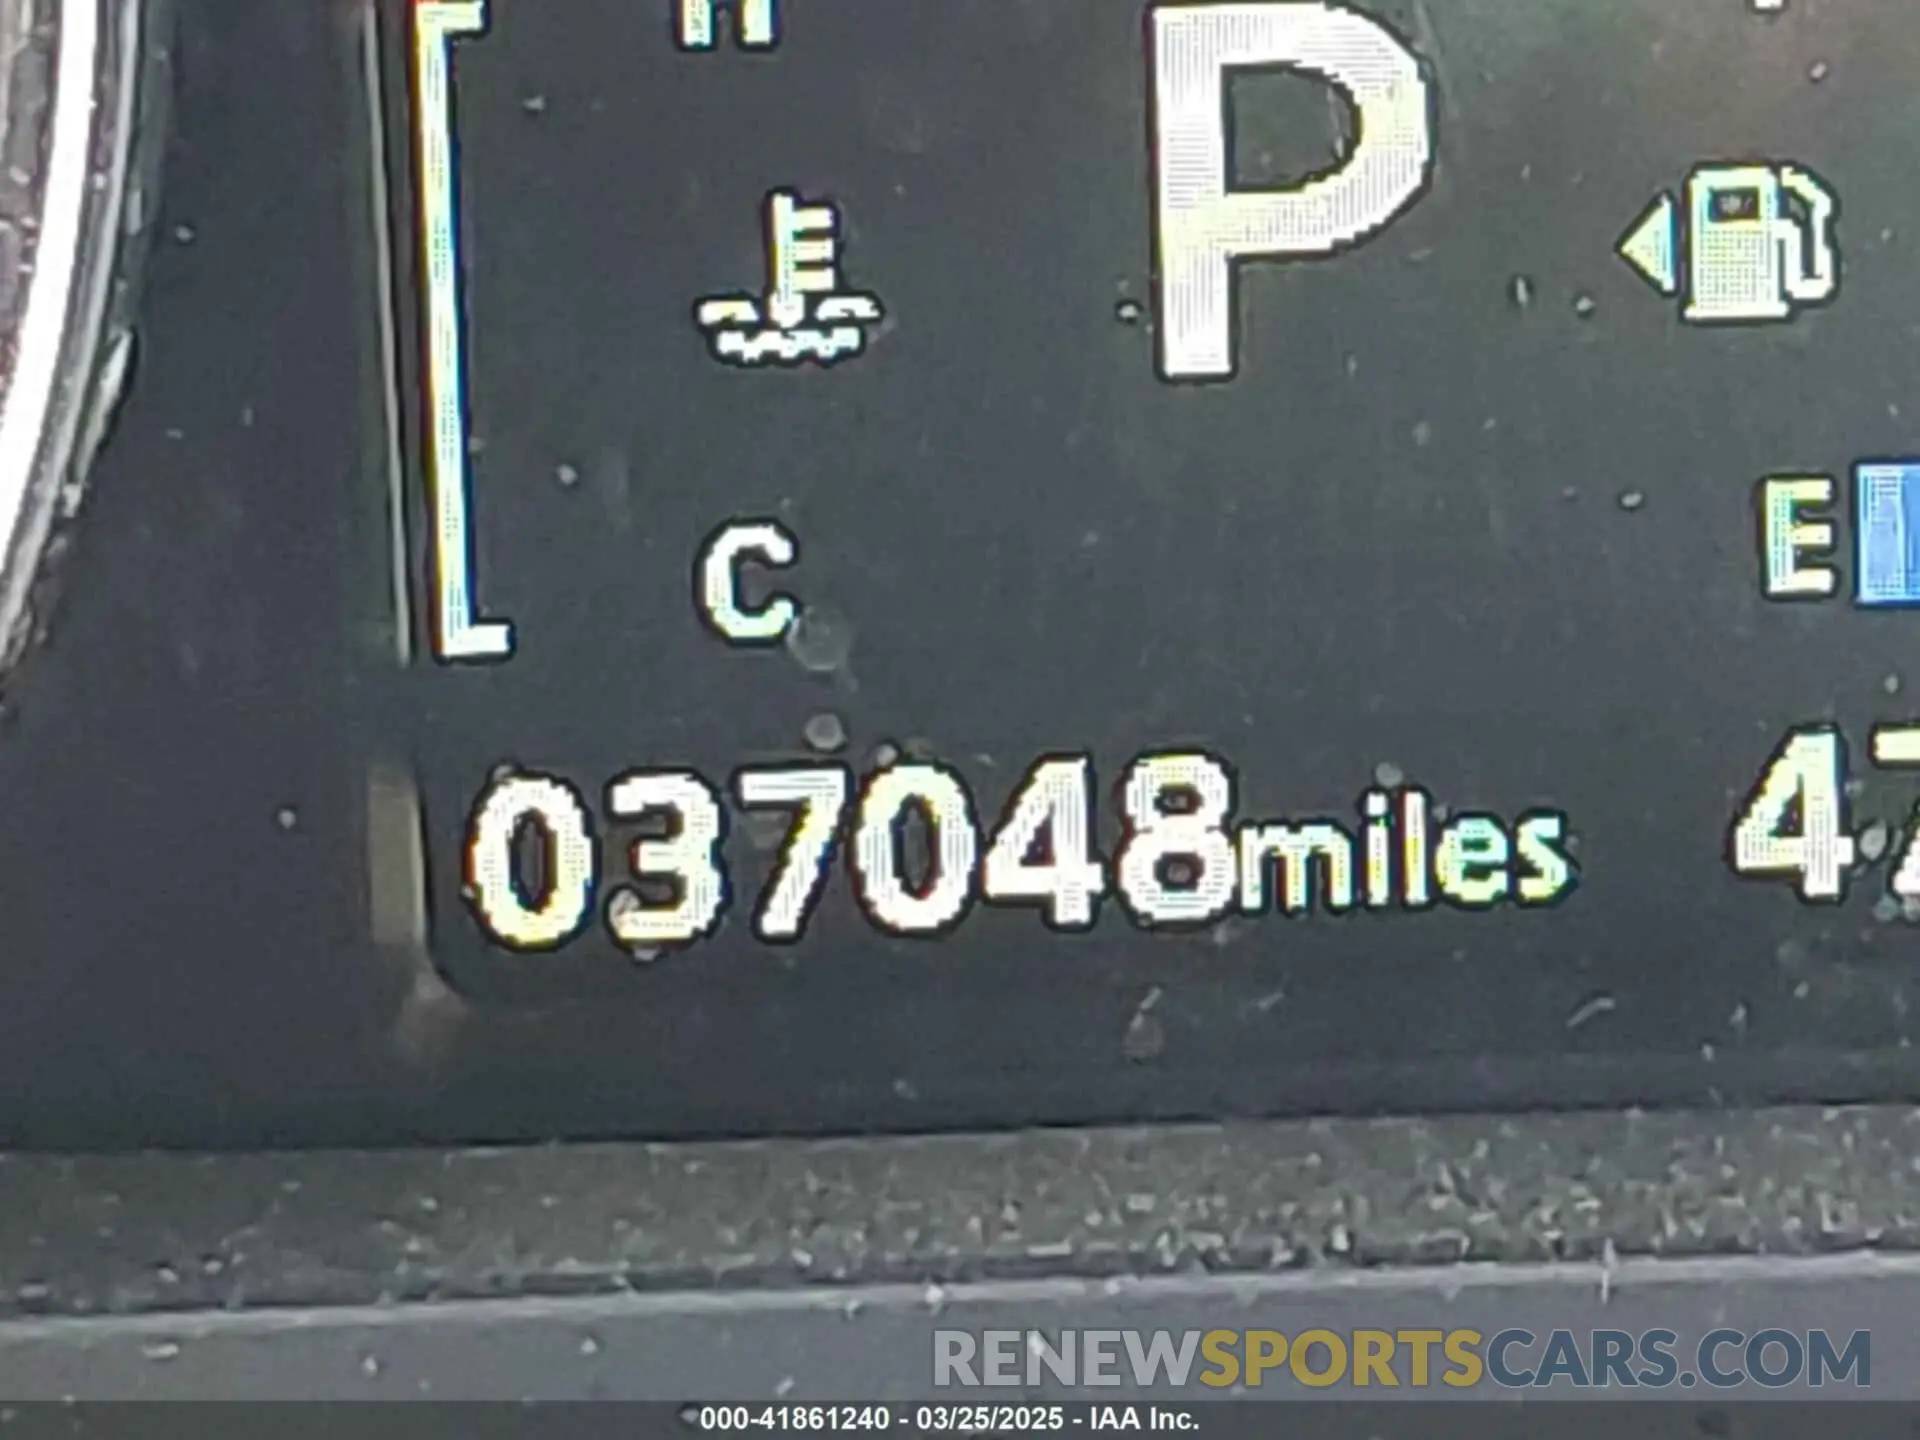 P
C
E
037048miles
RENEWSPORTSCARS.COM
000-41861240 - 03/25/2025 - IAA Inc.